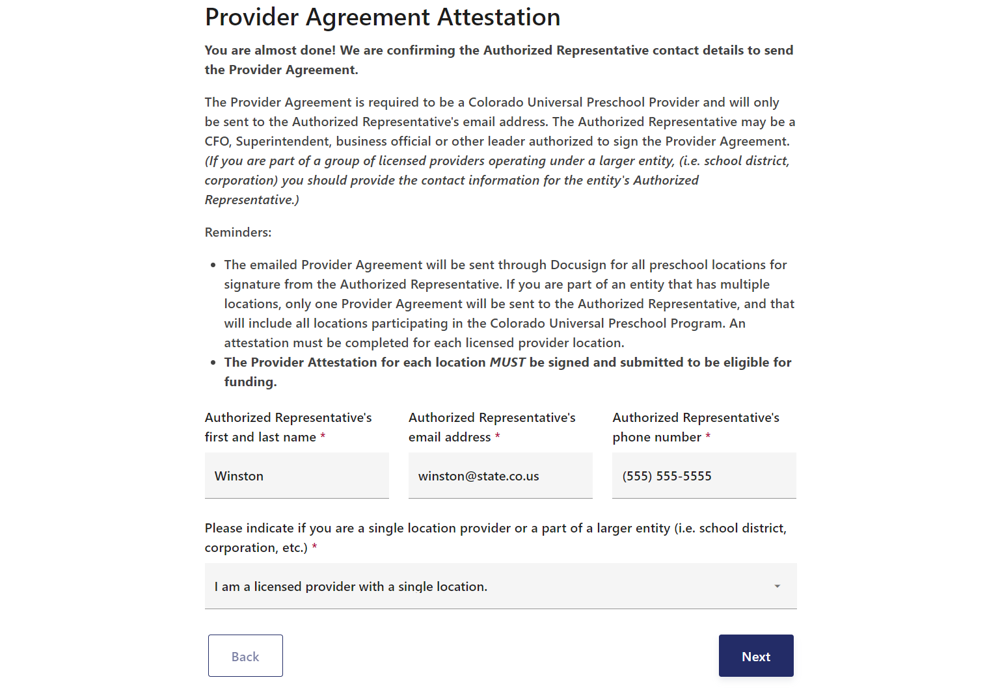 Provider Agreement Attestation
You are almost done! We are confirming the Authorized Representative contact details to send
the Provider Agreement.
The Provider Agreement is required to be a Colorado Universal Preschool Provider and will only
be sent to the Authorized Representative's email address. The Authorized Representative may be a
CFO, Superintendent, business official or other leader authorized to sign the Provider Agreement.
(If you are part of a group of licensed providers operating under a larger entity, (i.e. school district,
corporation) you should provide the contact information for the entity's Authorized
Representative.)
Reminders:
• The emailed Provider Agreement will be sent through Docusign for all preschool locations for
signature from the Authorized Representative. If you are part of an entity that has multiple
locations, only one Provider Agreement will be sent to the Authorized Representative, and that
will include all locations participating in the Colorado Universal Preschool Program. An
attestation must be completed for each licensed provider location.
• The Provider Attestation for each location MUST be signed and submitted to be eligible for
funding.
Authorized Representative's
first and last name *
Winston
Authorized Representative's
email address *
winston@state.co.us
Authorized Representative's
phone number *
(555) 555-5555
Please indicate if you are a single location provider or a part of a larger entity (i.e. school district,
corporation, etc.) *
I am a licensed provider with a single location.
Back
Next